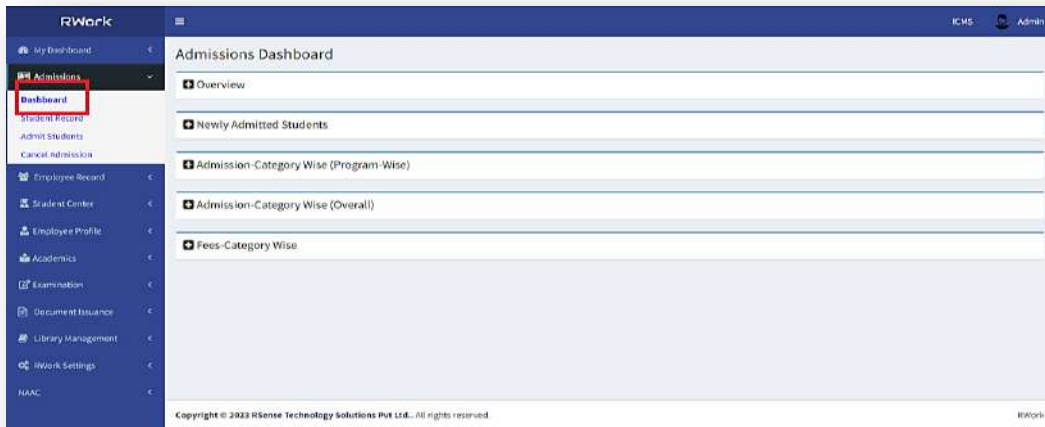 RWork
ICMS
Admin
My Dashboard
Admissions
Dashboard
Student Record
Admit Students
Cancel Admission
Employee Record
Student Center
Employee Profile
Academics
Examination
Document Issuance
Library Management
RWork Settings
NAAC
Admissions Dashboard
Overview
Newly Admitted Students
Admission-Category Wise (Program-Wise)
Admission-Category Wise (Overall)
Fees-Category Wise
Copyright © 2023 RSense Technology Solutions Pvt Ltd.. All rights reserved.
RWork